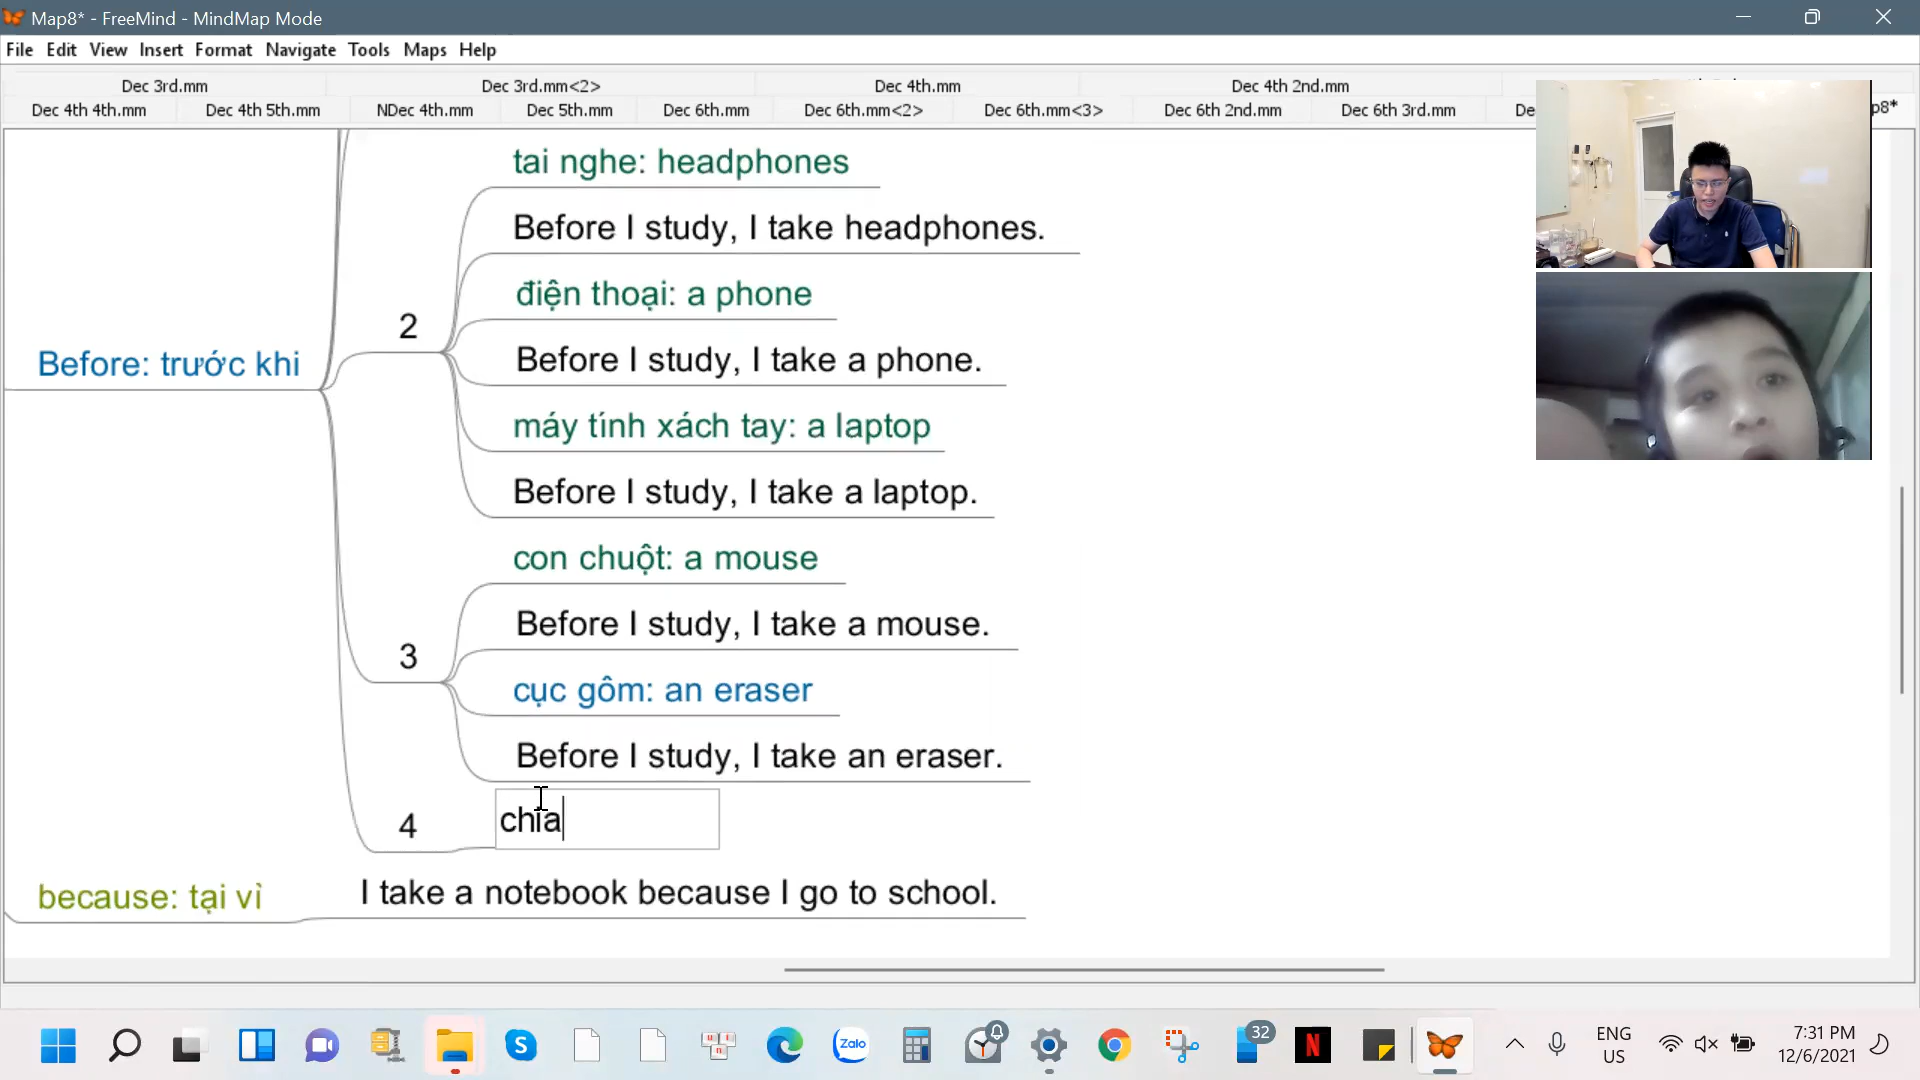 Map8* - FreeMind - MindMap Mode
File Edit View Insert Format Navigate Tools Maps Help
Dec 3rd.mm Dec 3rd.mm<2> Dec 4th.mm Dec 4th 2nd.mm
Dec 4th 4th.mm Dec 4th 5th.mm NDec 4th.mm Dec 5th.mm Dec 6th.mm Dec 6th.mm<2> Dec 6th.mm<3> Dec 6th 2nd.mm Dec 6th 3rd.mm De p8*
tai nghe: headphones
Before I study, I take headphones.
điện thoại: a phone
2
Before I study, I take a phone.
Before: trước khi
máy tính xách tay: a laptop
Before I study, I take a laptop.
con chuột: a mouse
Before I study, I take a mouse.
3
cục gôm: an eraser
Before I study, I take an eraser.
4
chia
because: tại vì
I take a notebook because I go to school.
Zalo
32
N
ENG
US
7:31 PM
12/6/2021